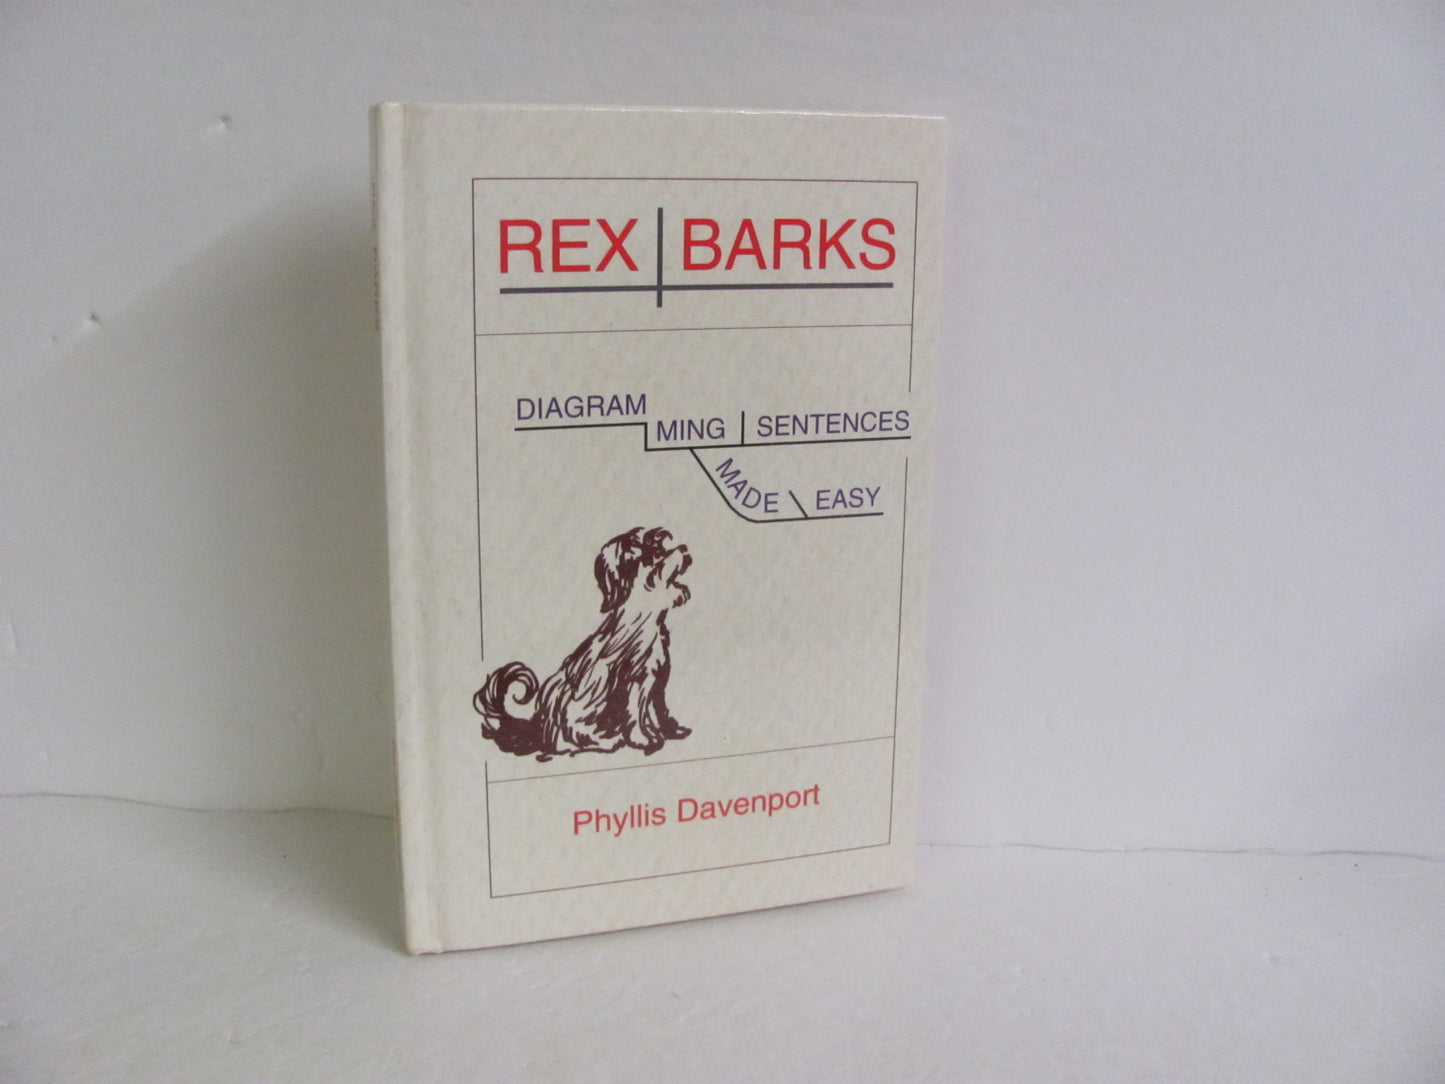 REX BARKS
DIAGRAM
MING SENTENCES
MADE EASY
Phyllis Davenport